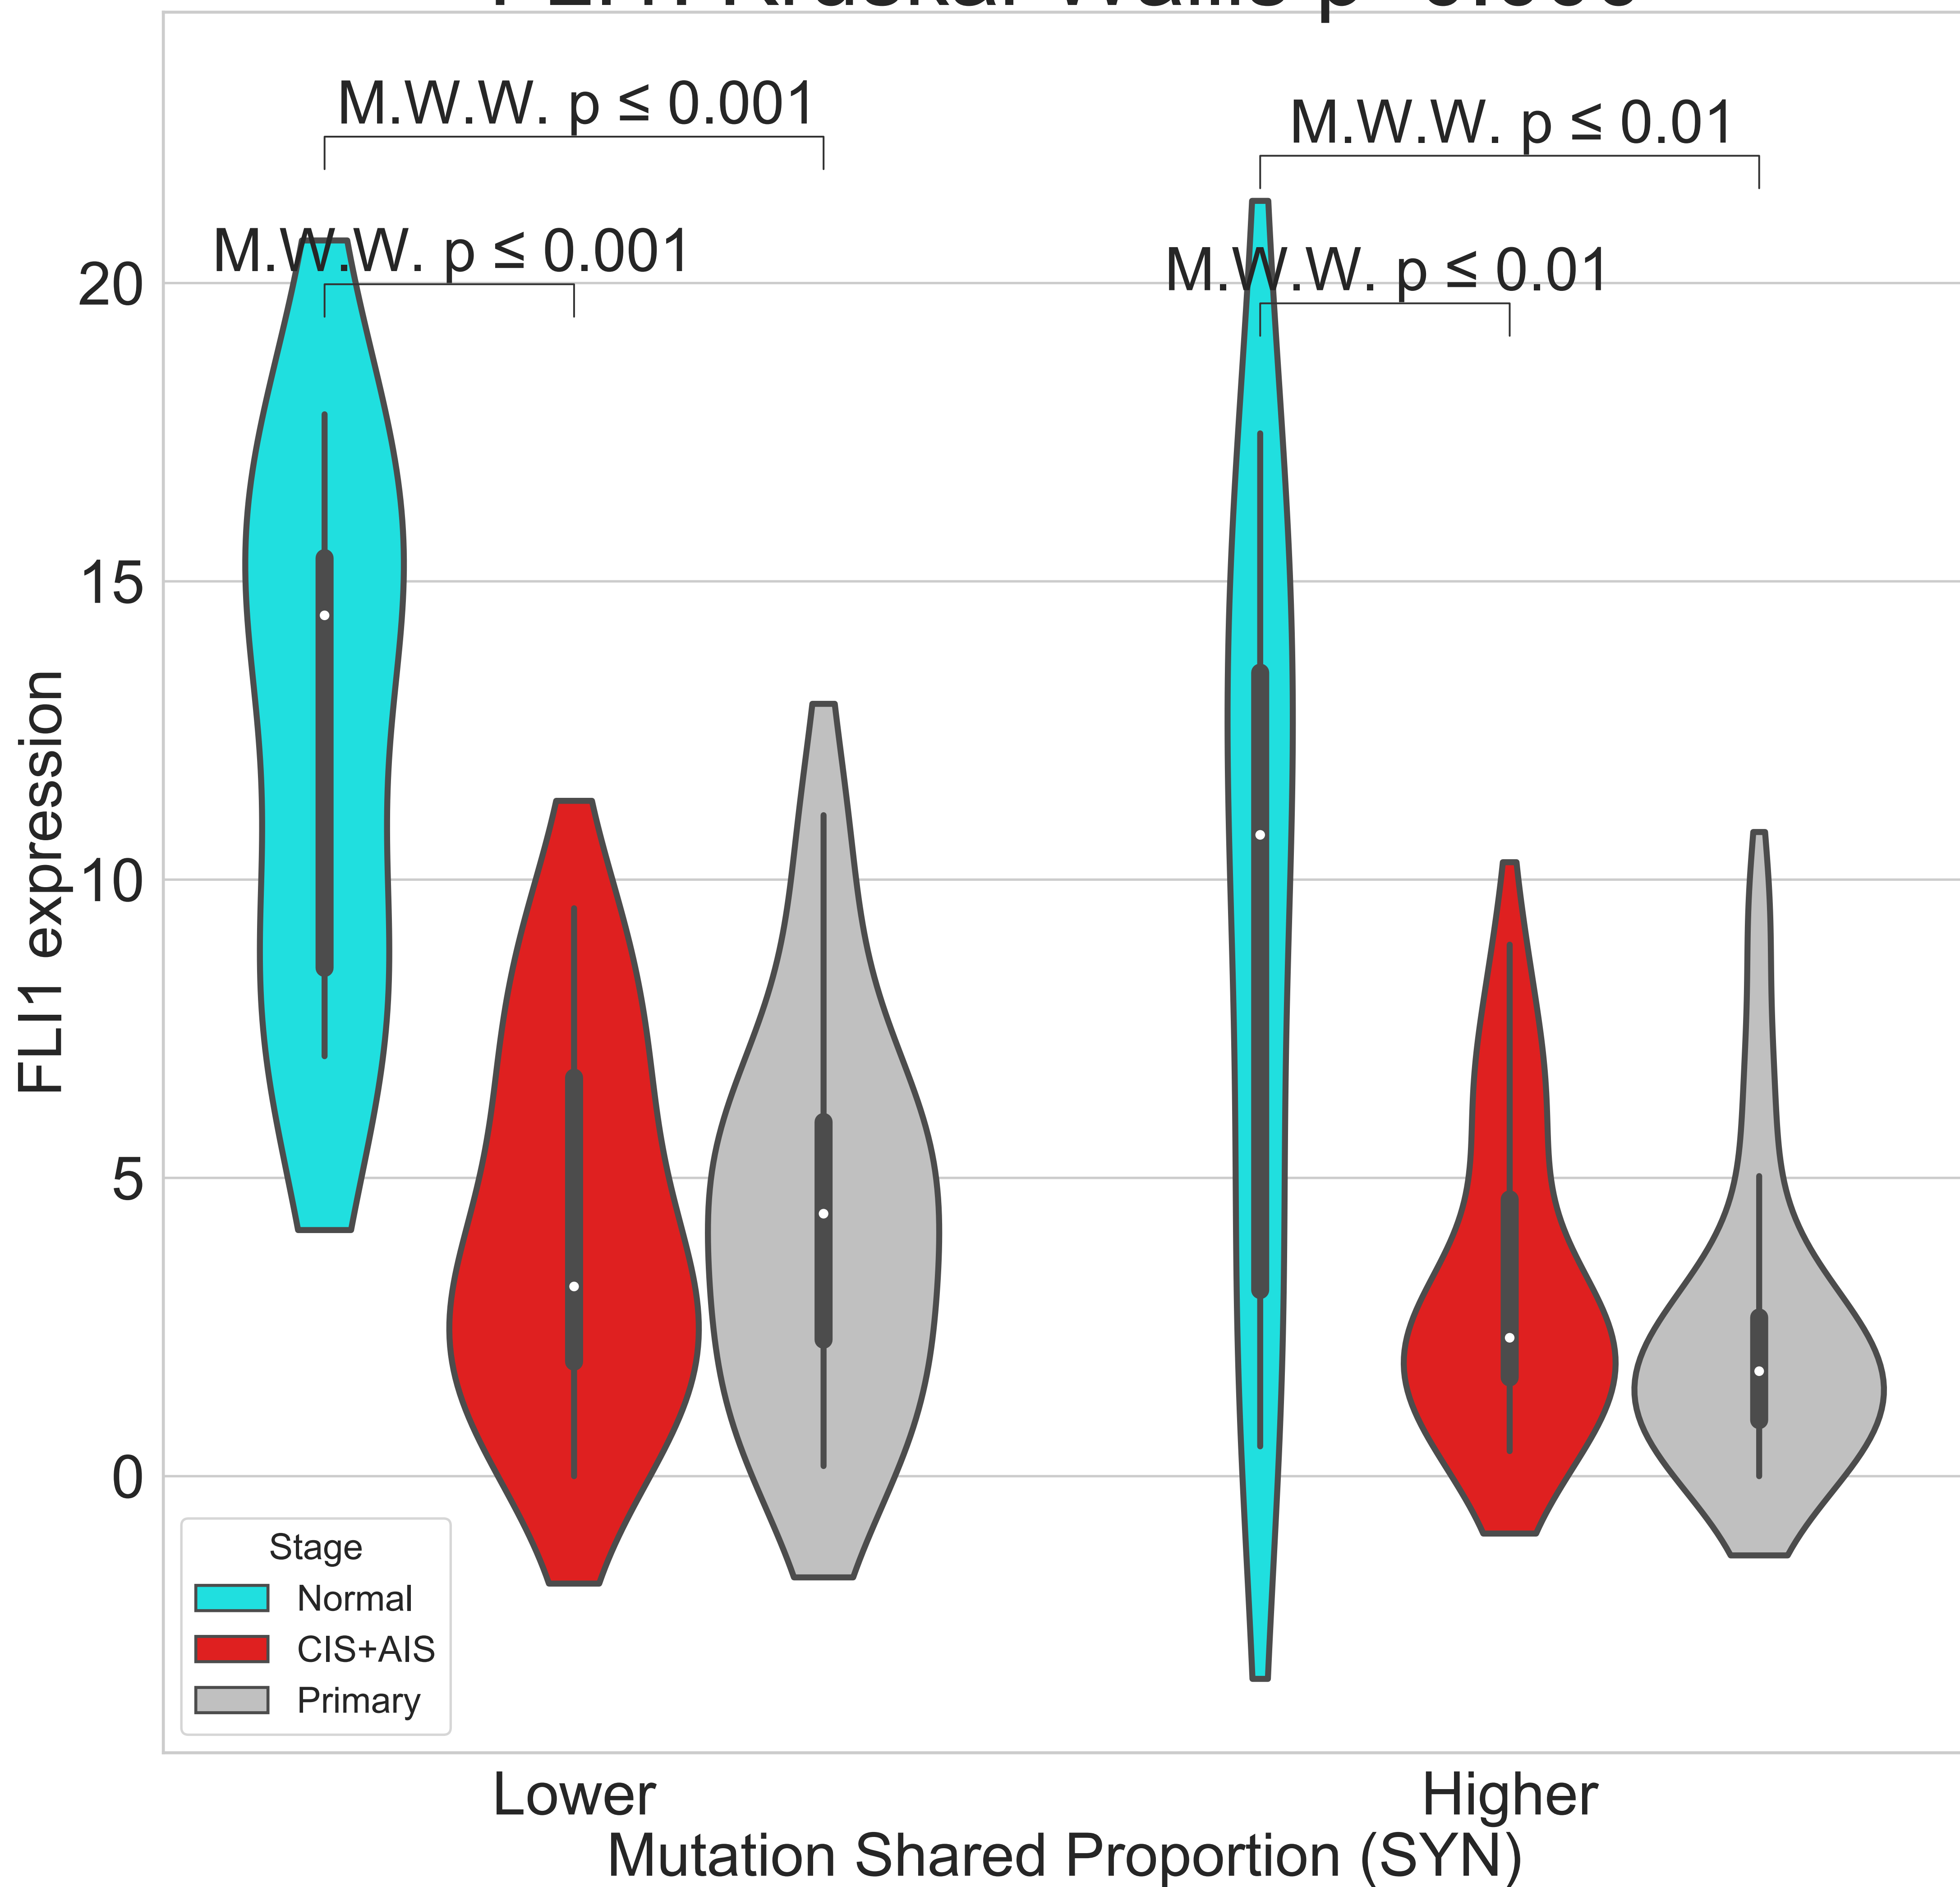 M.W.W. p ≤ 0.001
M.W.W. p ≤ 0.01
M.W.W. p ≤ 0.001
M.W.W. p ≤ 0.01
20
15
10
5
0
FLI1 expression
Stage
Normal
CIS+AIS
Primary
Lower
Higher
Mutation Shared Proportion (SYN)